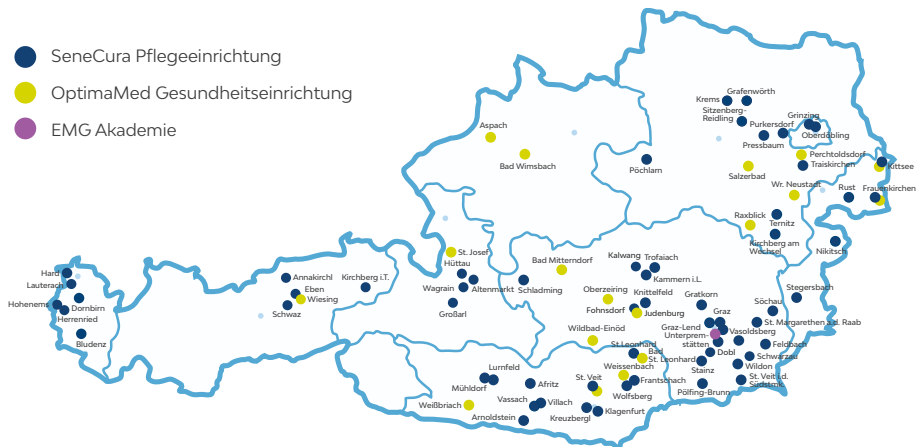 SeneCura Pflegeeinrichtung
OptimaMed Gesundheitseinrichtung
EMG Akademie
Grafenwörth
Krems
Sitzenberg-
Reidling
Purkersdorf
Grinzing
Oberdöbling
Pressbaum
Aspach
Bad Wimsbach
Pöchlarn
Perchtoldsdorf
Traiskirchen
Salzerbad
Kittsee
Wr. Neustadt
Rust
Frauenkirchen
Raxblick
Ternitz
Kirchberg am
Wechsel
Nikitsch
St. Josef
Hüttau
Wagrain
Altenmarkt
Großarl
Schladming
Bad Mitterndorf
Kalwang
Trofaiach
Kammern i.L.
Oberzeiring
Knittelfeld
Fohnsdorf
Judenburg
Wildbad-Einöd
Hard
Lauterach
Hohenems
Dornbirn
Herrenried
Bludenz
Annakirchl
Eben
Wiesing
Schwaz
Kirchberg i.T.
Gratkorn
Graz
Graz-Lend
Unterprem-
stätten
Vasoldsberg
Dobl
Stainz
Wildon
Pölfing-Brunn
Söchau
Stegersbach
St. Margarethen a.d. Raab
Feldbach
Schwarzau
St. Veit i.d.
Südstmk.
St.Leonhard
Bad
St. Leonhard
Weissenbach
Frantschach
Wolfsberg
Lurnfeld
Mühldorf
Afritz
St. Veit
Weißbriach
Vassach
Villach
Arnoldstein
Kreuzbergl
Klagenfurt